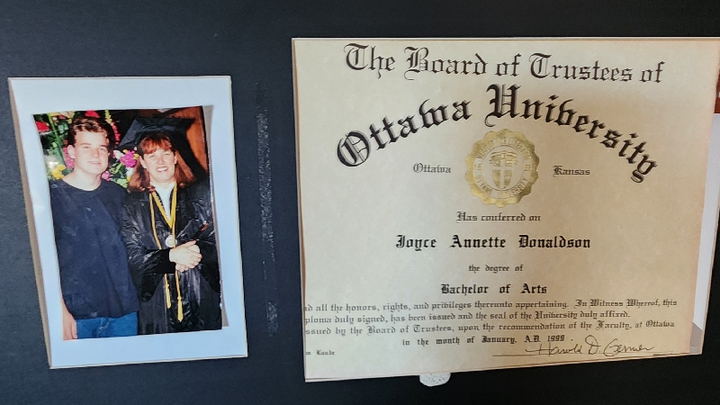 The Board of Trustees of
Ottawa University
Ottawa Kansas
Has conferred on
Joyce Annette Donaldson
the degree of
Bachelor of Arts
all the honors, rights, and privileges thereunto appertaining. In Witness Whereof, this
duly signed, has been issued and the seal of the University duly affixed.
by the Board of Trustees, upon the recommendation of the Faculty, at Ottawa
in the month of January, A.D. 1999
Harold D. Germer